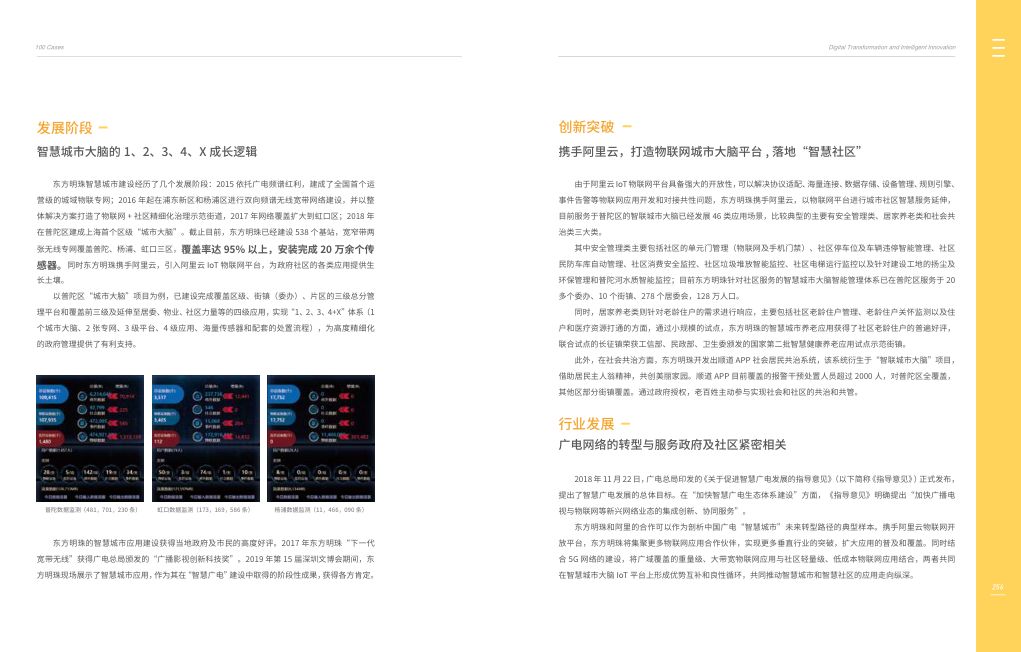 100 Cases
发展阶段
智慧城市大脑的 1、2、3、4、X 成长逻辑
东方明珠智慧城市建设经历了几个发展阶段：2015 依托广电频谱红利，建成了全国首个运
营级的城域物联专网；2016 年起在浦东新区和杨浦区进行双向频谱无线宽带网络建设，并以整
体解决方案打造了物联网 + 社区精细化治理示范街道，2017 年网络覆盖扩大到虹口区；2018 年
在普陀区建成上海首个区级“城市大脑”。截止目前，东方明珠已经建设 538 个基站，宽窄带两
张无线专网覆盖普陀、杨浦、虹口三区，覆盖率达 95% 以上，安装完成 20 万余个传
感器。同时东方明珠携手阿里云，引入阿里云 IoT 物联网平台，为政府社区的各类应用提供生
长土壤。
以普陀区“城市大脑”项目为例，已建设完成覆盖区级、街镇（委办）、片区的三级总分管
理平台和覆盖前三级及延伸至居委、物业、社区力量等的四级应用，实现“1、2、3、4+X”体系（1
个城市大脑、2 张专网、3 级平台、4 级应用、海量传感器和配套的处置流程），为高度精细化
的政府管理提供了有利支持。
普陀数据监测（481，701，230 条）
虹口数据监测（173，169，586 条）
杨浦数据监测（11，466，090 条）
东方明珠的智慧城市应用建设获得当地政府及市民的高度好评。2017 年东方明珠“下一代
宽带无线”获得广电总局颁发的“广播影视创新科技奖”。2019 年第 15 届深圳文博会期间，东
方明珠现场展示了智慧城市应用，作为其在“智慧广电”建设中取得的阶段性成果，获得各方肯定。
Digital Transformation and Intelligent Innovation
创新突破
携手阿里云，打造物联网城市大脑平台 , 落地“智慧社区”
由于阿里云 IoT 物联网平台具备强大的开放性，可以解决协议适配、海量连接、数据存储、设备管理、规则引擎、
事件告警等物联网应用开发和对接共性问题，东方明珠携手阿里云，以物联网平台进行城市社区智慧服务延伸，
目前服务于普陀区的智联城市大脑已经发展 46 类应用场景，比较典型的主要有安全管理类、居家养老类和社会共
治类三大类。
其中安全管理类主要包括社区的单元门管理（物联网及手机门禁）、社区停车位及车辆违停智能管理、社区
民防车库自动管理、社区消费安全监控、社区垃圾堆放智能监控、社区电梯运行监控以及针对建设工地的扬尘及
环保管理和普陀河水质智能监控；目前东方明珠针对社区服务的智慧城市大脑智能管理体系已在普陀区服务于 20
多个委办、10 个街镇、278 个居委会，128 万人口。
同时，居家养老类则针对老龄住户的需求进行响应，主要包括社区老龄住户管理、老龄住户关怀监测以及住
户和医疗资源打通的方面，通过小规模的试点，东方明珠的智慧城市养老应用获得了社区老龄住户的普遍好评，
联合试点的长征镇荣获工信部、民政部、卫生委颁发的国家第二批智慧健康养老应用试点示范街镇。
此外，在社会共治方面，东方明珠开发出顺道 APP 社会居民共治系统，该系统衍生于“智联城市大脑”项目，
借助居民主人翁精神，共创美丽家园。顺道 APP 目前覆盖的报警干预处置人员超过 2000 人，对普陀区全覆盖，
其他区部分街镇覆盖。通过政府授权，老百姓主动参与实现社会和社区的共治和共管。
行业发展
广电网络的转型与服务政府及社区紧密相关
2018 年 11 月 22 日，广电总局印发的《关于促进智慧广电发展的指导意见》（以下简称《指导意见》）正式发布，
提出了智慧广电发展的总体目标。在“加快智慧广电生态体系建设”方面，《指导意见》明确提出“加快广播电
视与物联网等新兴网络业态的集成创新、协同服务”。
东方明珠和阿里的合作可以作为剖析中国广电“智慧城市”未来转型路径的典型样本。携手阿里云物联网开
放平台，东方明珠将集聚更多物联网应用合作伙伴，实现更多垂直行业的突破，扩大应用的普及和覆盖。同时结
合 5G 网络的建设，将广域覆盖的重量级、大带宽物联网应用与社区轻量级、低成本物联网应用结合，两者共同
在智慧城市大脑 IoT 平台上形成优势互补和良性循环，共同推动智慧城市和智慧社区的应用走向纵深。
256